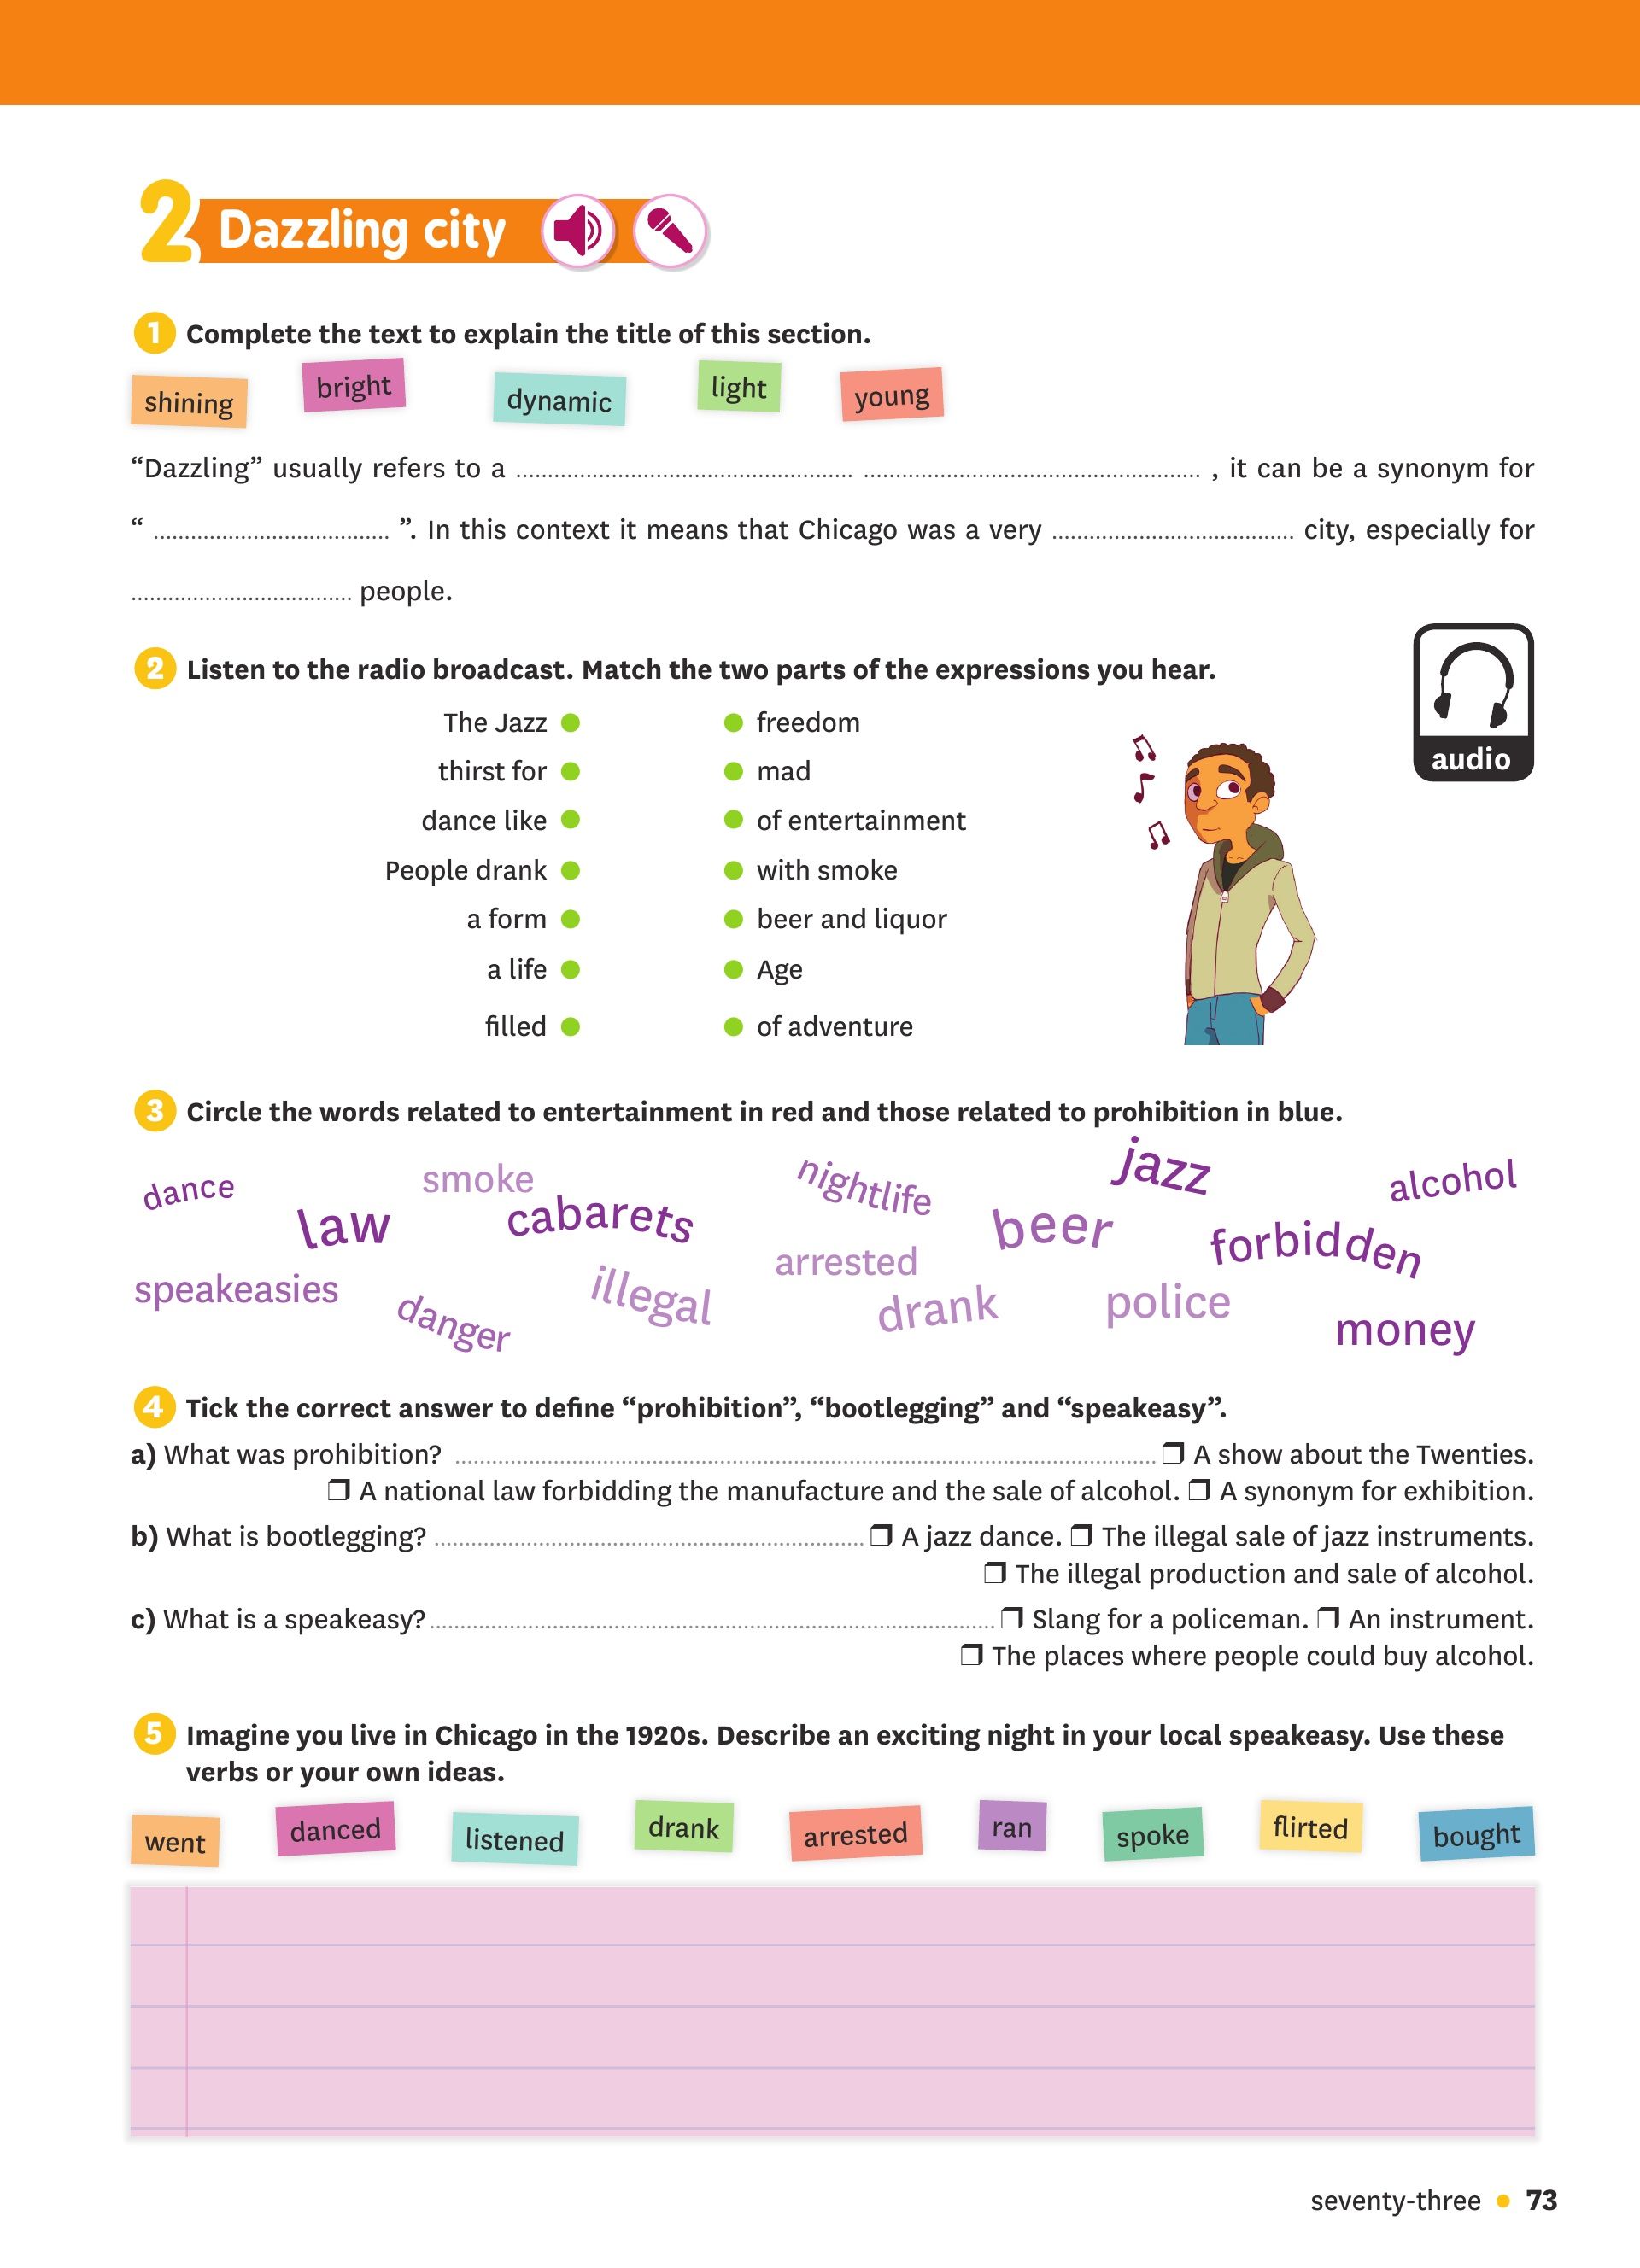 2 Dazzling city
1 Complete the text to explain the title of this section.
shining bright dynamic light young
“Dazzling” usually refers to a ........................................................ ........................................................ , it can be a synonym for
“ ....................................... ”. In this context it means that Chicago was a very ........................................ city, especially for
.................................... people.
2 Listen to the radio broadcast. Match the two parts of the expressions you hear.
audio
The Jazz ● ● freedom
thirst for ● ● mad
dance like ● ● of entertainment
People drank ● ● with smoke
a form ● ● beer and liquor
a life ● ● Age
filled ● ● of adventure
3 Circle the words related to entertainment in red and those related to prohibition in blue.
dance smoke nightlife jazz alcohol
law cabarets beer forbidden
speakeasies danger illegal arrested drank police money
4 Tick the correct answer to define “prohibition”, “bootlegging” and “speakeasy”.
a) What was prohibition? .................................................................................................................... ❒ A show about the Twenties.
❒ A national law forbidding the manufacture and the sale of alcohol. ❒ A synonym for exhibition.
b) What is bootlegging? ....................................................................... ❒ A jazz dance. ❒ The illegal sale of jazz instruments.
❒ The illegal production and sale of alcohol.
c) What is a speakeasy? ............................................................................................. ❒ Slang for a policeman. ❒ An instrument.
❒ The places where people could buy alcohol.
5 Imagine you live in Chicago in the 1920s. Describe an exciting night in your local speakeasy. Use these
verbs or your own ideas.
went danced listened drank arrested ran spoke flirted bought
seventy-three ● 73